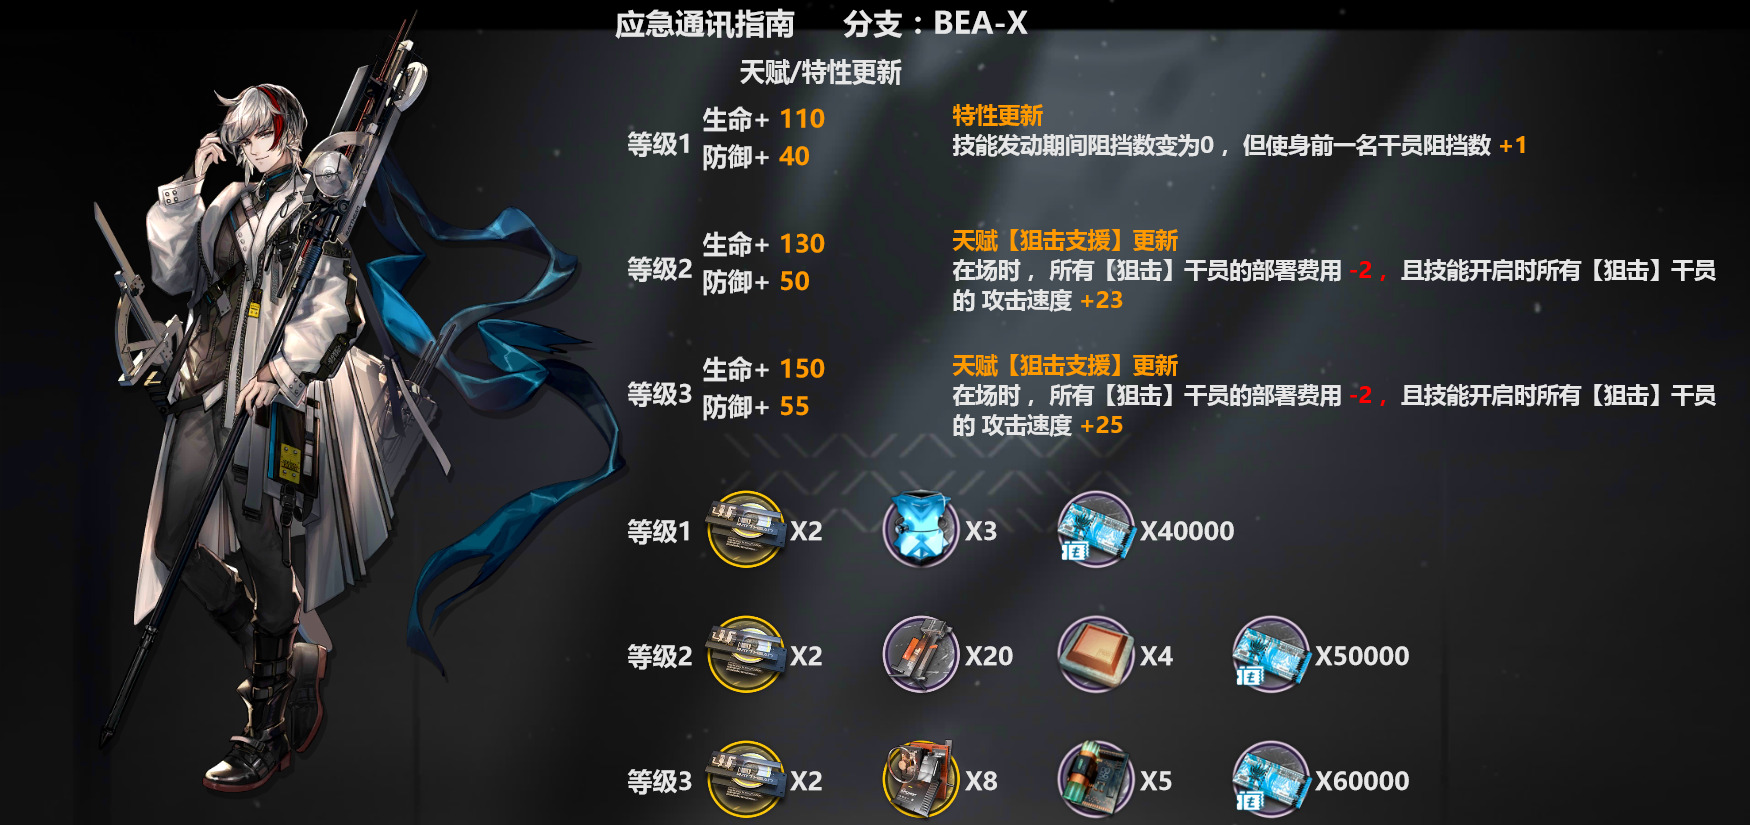 应急通讯指南 分支：BEA-X
天赋/特性更新
等级1
生命+ 110
防御+ 40
特性更新
技能发动期间阻挡数变为0， 但使身前一名干员阻挡数 +1
等级2
生命+ 130
防御+ 50
天赋【狙击支援】更新
在场时， 所有【狙击】干员的部署费用 -2， 且技能开启时所有【狙击】干员
的 攻击速度 +23
等级3
生命+ 150
防御+ 55
天赋【狙击支援】更新
在场时， 所有【狙击】干员的部署费用 -2， 且技能开启时所有【狙击】干员
的 攻击速度 +25
等级1 X2 X3 X40000
等级2 X2 X20 X4 X50000
等级3 X2 X8 X5 X60000